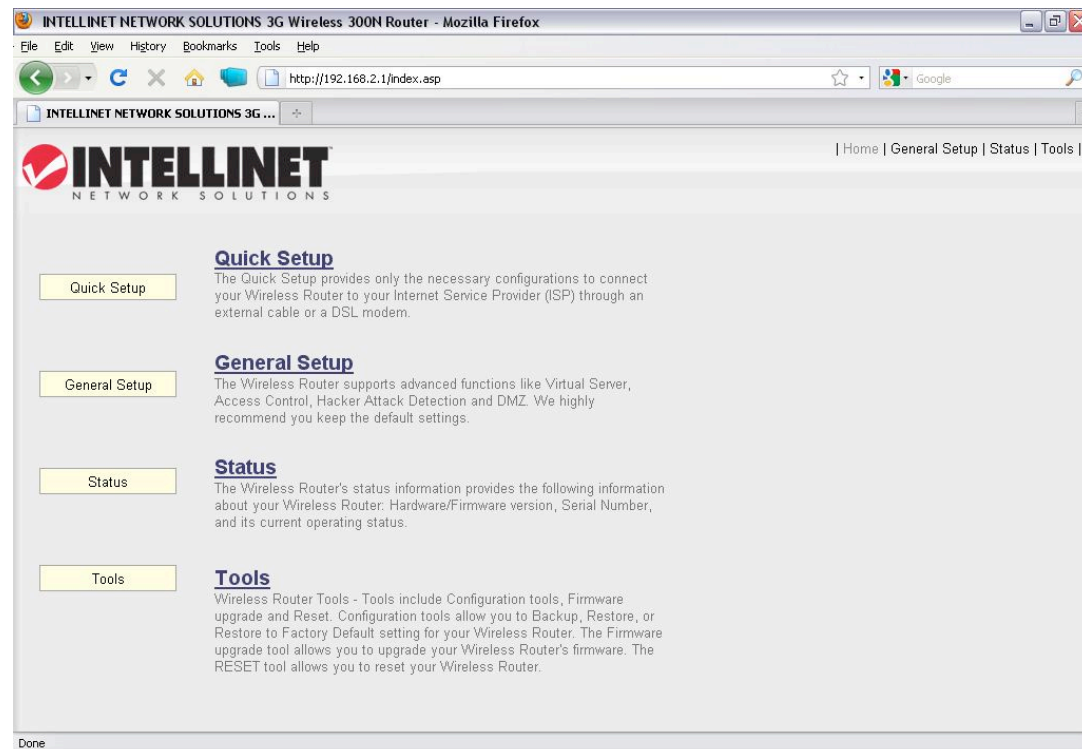 INTELLINET NETWORK SOLUTIONS 3G Wireless 300N Router - Mozilla Firefox
File Edit View History Bookmarks Tools Help
http://192.168.2.1/index.asp
Google
INTELLINET NETWORK SOLUTIONS 3G ...
INTELLINET
NETWORK SOLUTIONS
| Home | General Setup | Status | Tools |
Quick Setup
Quick Setup
The Quick Setup provides only the necessary configurations to connect
your Wireless Router to your Internet Service Provider (ISP) through an
external cable or a DSL modem.
General Setup
General Setup
The Wireless Router supports advanced functions like Virtual Server,
Access Control, Hacker Attack Detection and DMZ. We highly
recommend you keep the default settings.
Status
Status
The Wireless Router's status information provides the following information
about your Wireless Router: Hardware/Firmware version, Serial Number,
and its current operating status.
Tools
Tools
Wireless Router Tools - Tools include Configuration tools, Firmware
upgrade and Reset. Configuration tools allow you to Backup, Restore, or
Restore to Factory Default setting for your Wireless Router. The Firmware
upgrade tool allows you to upgrade your Wireless Router's firmware. The
RESET tool allows you to reset your Wireless Router.
Done